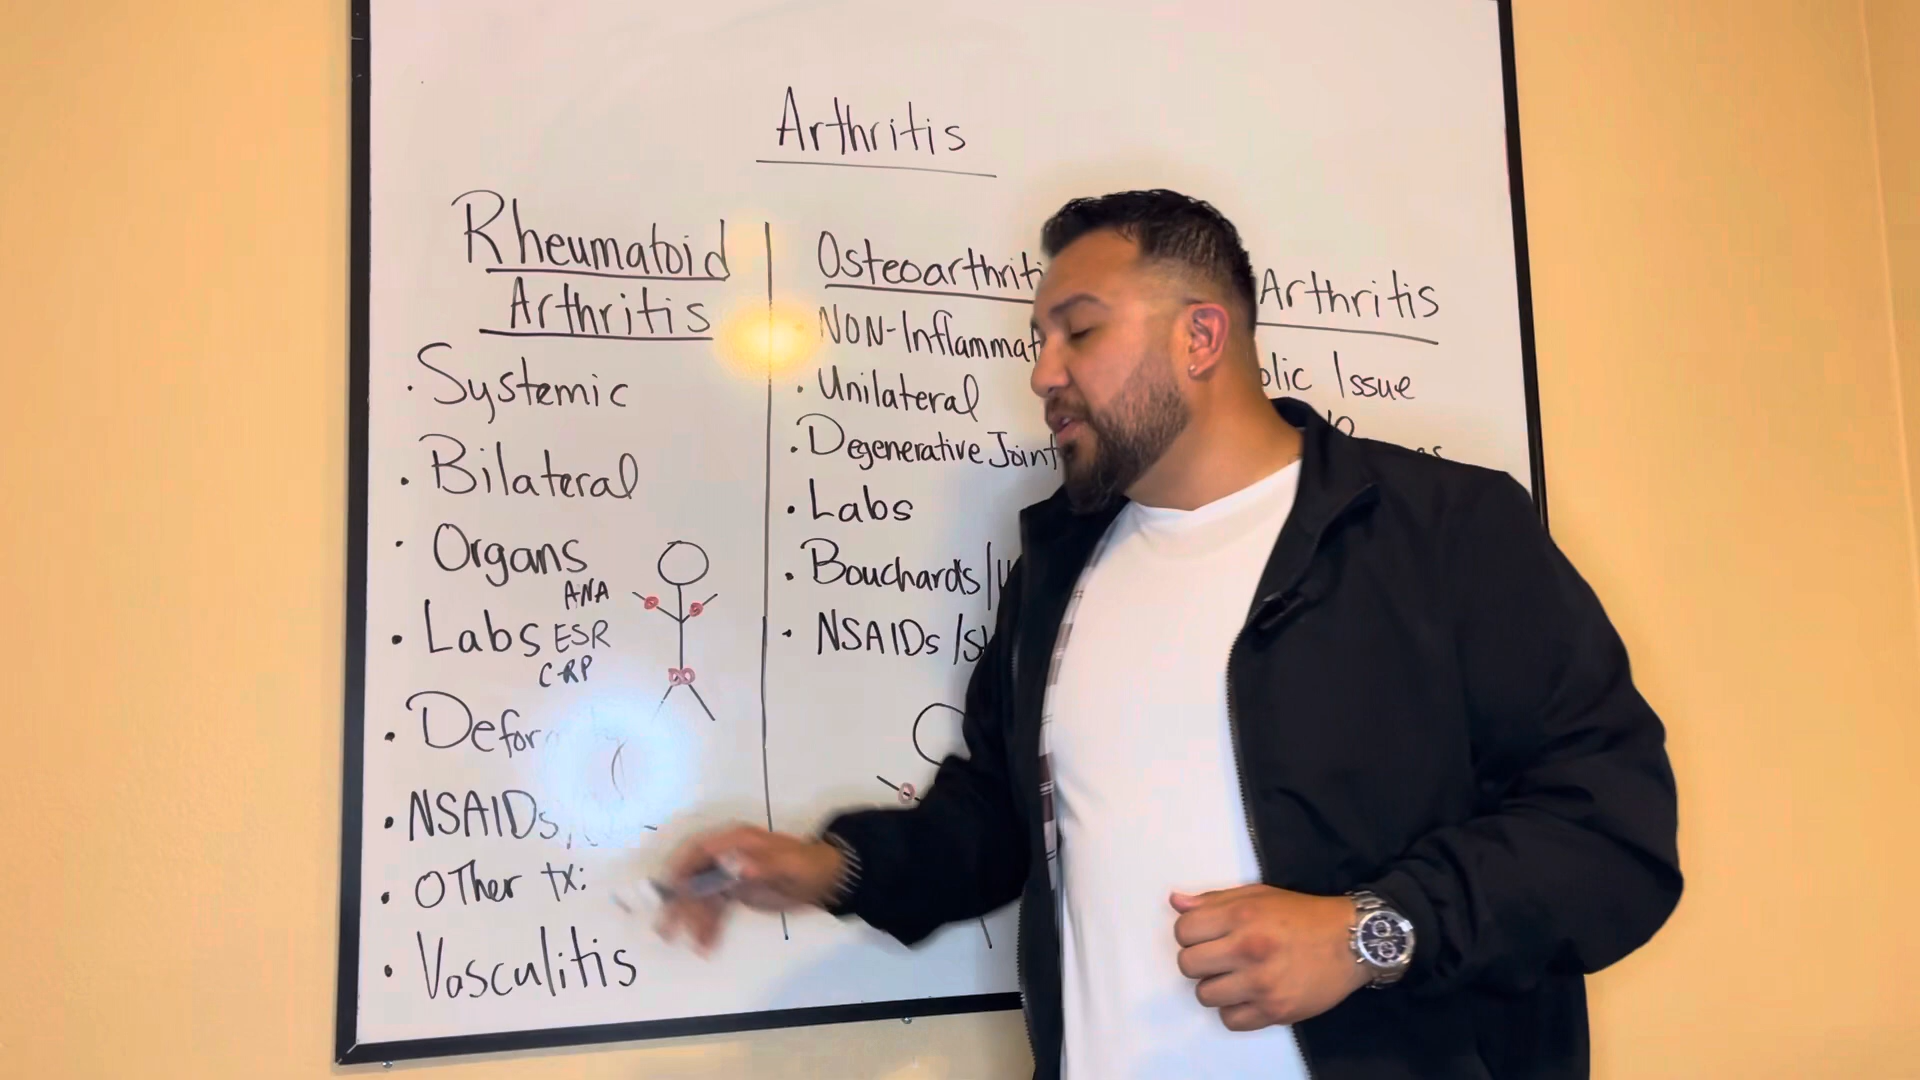 Arthritis
Rheumatoid
Arthritis
· Systemic
· Bilateral
· Organs
ANA
· Labs ESR
CRP
· Defor
· NSAIDs,
· OTher tx:
· Vasculitis
Osteoarthriti
NON-Inflammat
· Unilateral
· Degenerative Joint
· Labs
· Bouchards/
· NSAIDs/S
Arthritis
olic Issue